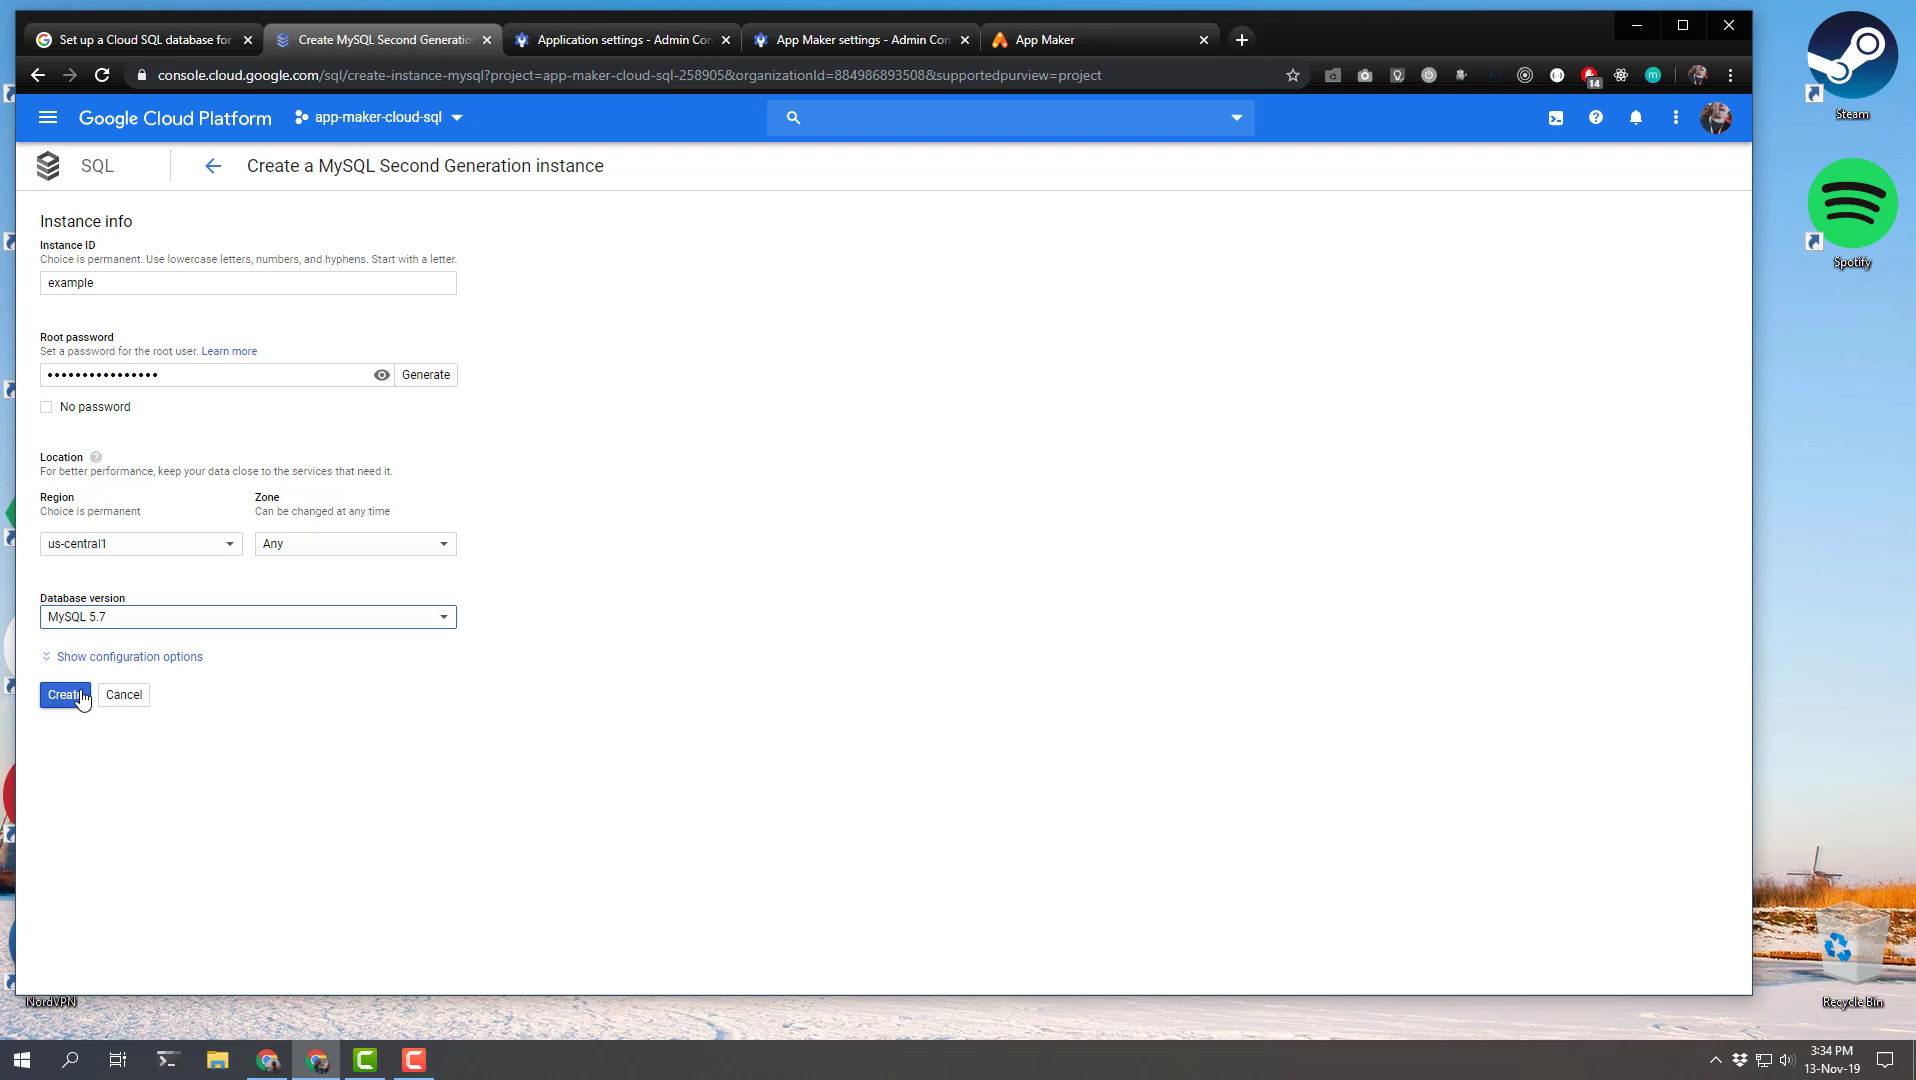 Set up a Cloud SQL database for
Create MySQL Second Generatio
Application settings - Admin Con
App Maker settings - Admin Con
App Maker
console.cloud.google.com/sql/create-instance-mysql?project=app-maker-cloud-sql-258905&organizationId=884986893508&supportedpurview=project
14
m
Google Cloud Platform
app-maker-cloud-sql
Steam
SQL
Create a MySQL Second Generation instance
Spotify
Instance info
Instance ID
Choice is permanent. Use lowercase letters, numbers, and hyphens. Start with a letter.
example
Root password
Set a password for the root user. Learn more
••••••••••••••••
Generate
No password
Location
For better performance, keep your data close to the services that need it.
Region
Zone
Choice is permanent
Can be changed at any time
us-central1
Any
Database version
MySQL 5.7
Show configuration options
Create
Cancel
NordVPN
Recycle Bin
3:34 PM
13-Nov-19